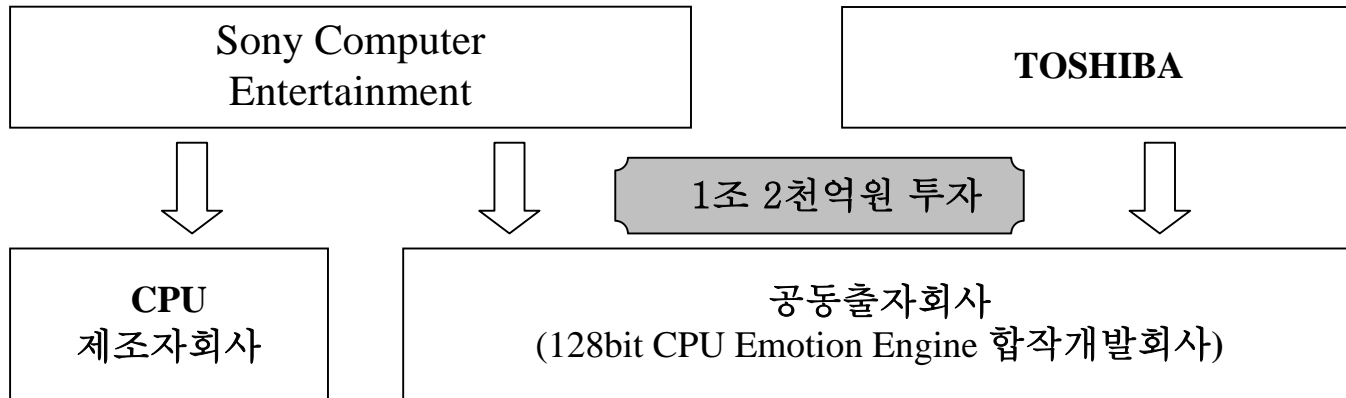 Sony Computer
Entertainment
TOSHIBA
1조 2천억원 투자
CPU
제조자회사
공동출자회사
(128bit CPU Emotion Engine 합작개발회사)